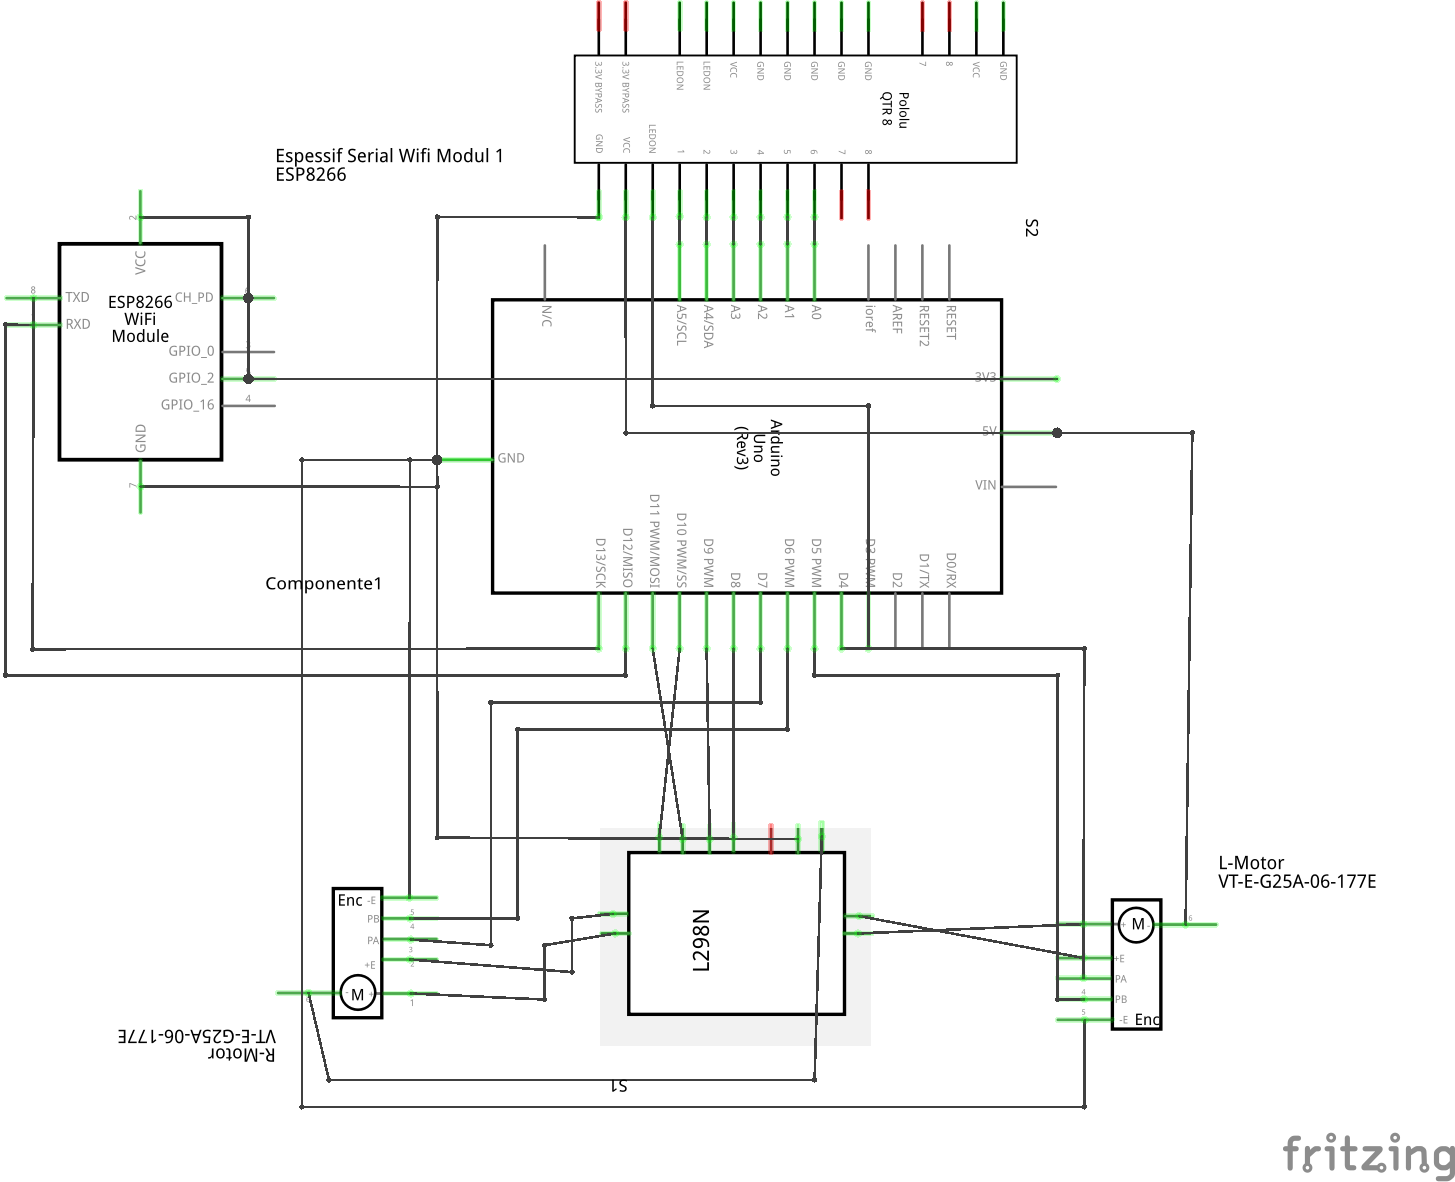 3.3V BYPASS
3.3V BYPASS
LEDON
LEDON
VCC
GND
GND
GND
GND
GND
7
8
VCC
GND
Pololu
QTR 8
GND
VCC
LEDON
1
2
3
4
5
6
7
8
Espessif Serial Wifi Modul 1
ESP8266
S2
2
VCC
8
TXD
RXD
ESP8266
WiFi
Module
CH_PD
GPIO_0
GPIO_2
GPIO_16
4
GND
7
N/C
A5/SCL
A4/SDA
A3
A2
A1
A0
ioref
AREF
RESET2
RESET
3V3
5V
VIN
GND
Arduino
Uno
(Rev3)
D13/SCK
D12/MISO
D11 PWM/MOSI
D10 PWM/SS
D9 PWM
D8
D7
D6 PWM
D5 PWM
D4
D3 PWM
D2
D1/TX
D0/RX
Componente1
Enc
-E
PB
PA
+E
M
-
+
5
4
3
2
1
R-Motor
VT-E-G25A-06-177E
L298N
S1
L-Motor
VT-E-G25A-06-177E
+
M
-
6
+E
PA
PB
-E
Enc
4
5
fritzing